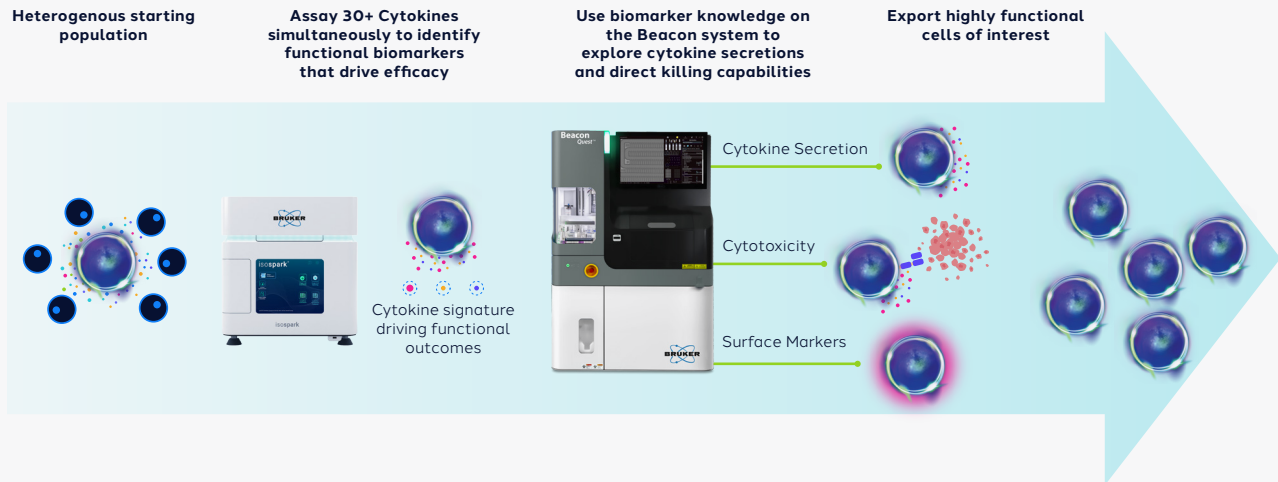 Heterogenous starting
population
Assay 30+ Cytokines
simultaneously to identify
functional biomarkers
that drive efficacy
Use biomarker knowledge on
the Beacon system to
explore cytokine secretions
and direct killing capabilities
Export highly functional
cells of interest
BRUKER
isospark
isospark
Cytokine signature
driving functional
outcomes
Beacon
Quest™
BRUKER
Cytokine Secretion
Cytotoxicity
Surface Markers